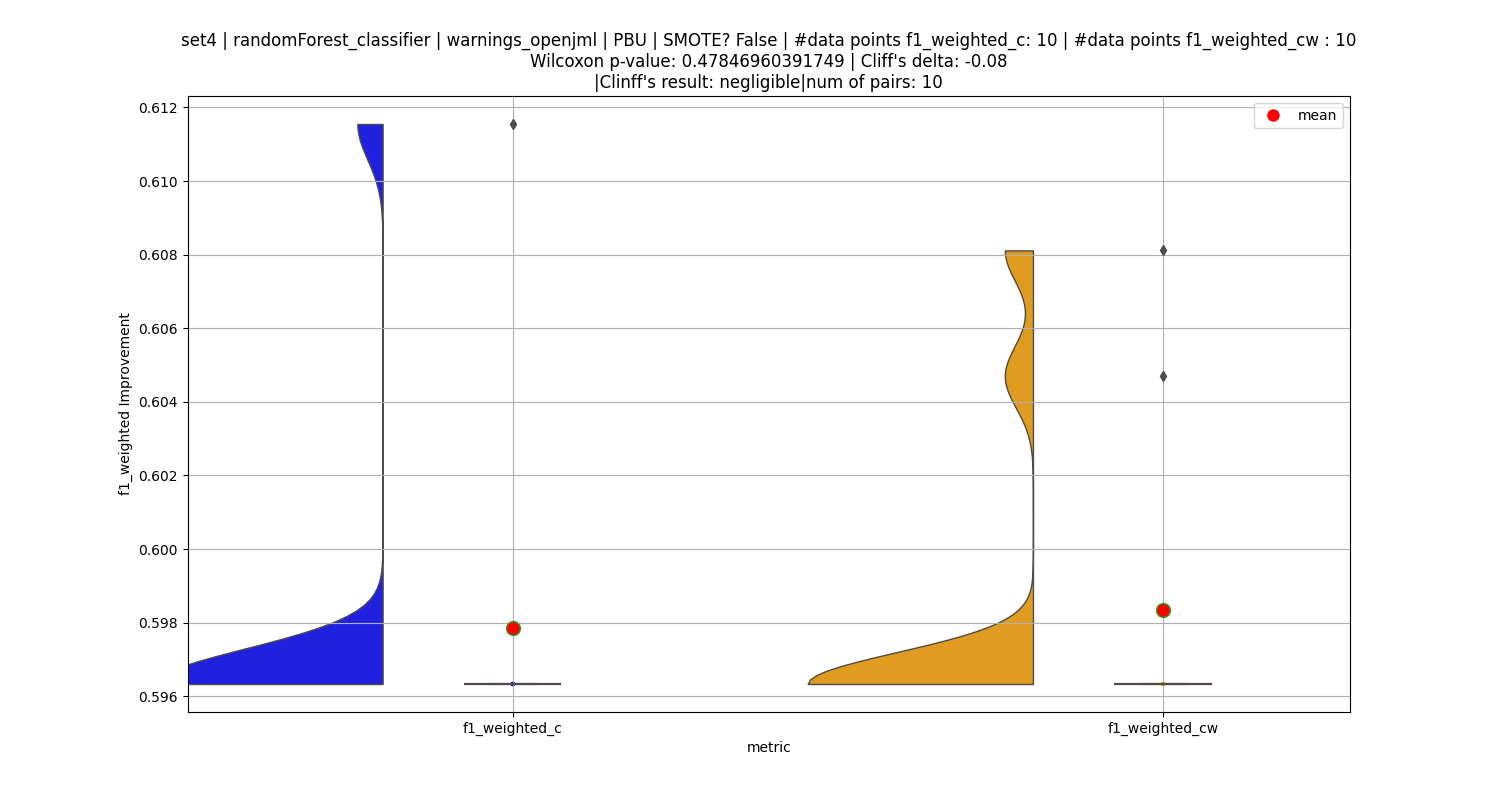 set4 | randomForest_classifier | warnings_openjml | PBU | SMOTE? False | #data points f1_weighted_c: 10 | #data points f1_weighted_cw : 10
Wilcoxon p-value: 0.47846960391749 | Cliff's delta: -0.08
|Clinff's result: negligible|num of pairs: 10
mean
0.612
0.610
0.608
0.606
0.604
0.602
0.600
0.598
0.596
f1_weighted Improvement
f1_weighted_c
f1_weighted_cw
metric